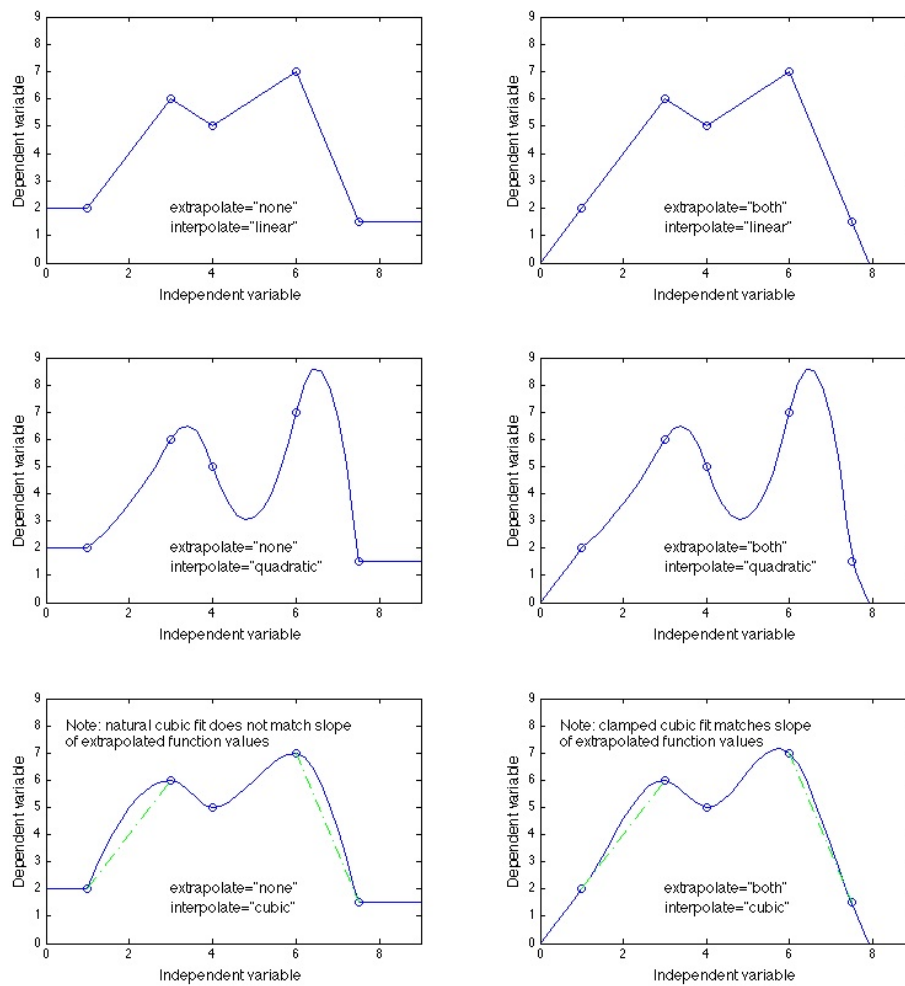 9
8
7
6
5
4
3
2
1
0
Dependent variable
extrapolate="none"
interpolate="linear"
0 2 4 6 8
Independent variable
9
8
7
6
5
4
3
2
1
0
Dependent variable
extrapolate="both"
interpolate="linear"
0 2 4 6 8
Independent variable
9
8
7
6
5
4
3
2
1
0
Dependent variable
extrapolate="none"
interpolate="quadratic"
0 2 4 6 8
Independent variable
9
8
7
6
5
4
3
2
1
0
Dependent variable
extrapolate="both"
interpolate="quadratic"
0 2 4 6 8
Independent variable
9
8
7
6
5
4
3
2
1
0
Dependent variable
Note: natural cubic fit does not match slope
of extrapolated function values
extrapolate="none"
interpolate="cubic"
0 2 4 6 8
Independent variable
9
8
7
6
5
4
3
2
1
0
Dependent variable
Note: clamped cubic fit matches slope
of extrapolated function values
extrapolate="both"
interpolate="cubic"
0 2 4 6 8
Independent variable